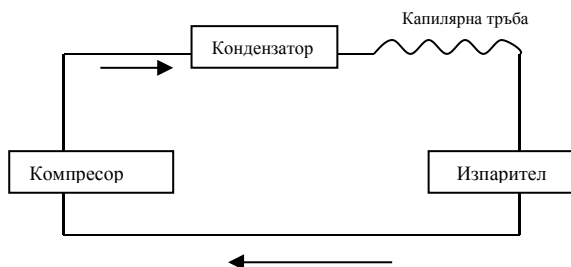 Капилярна тръба
Кондензатор
Компресор
Изпарител